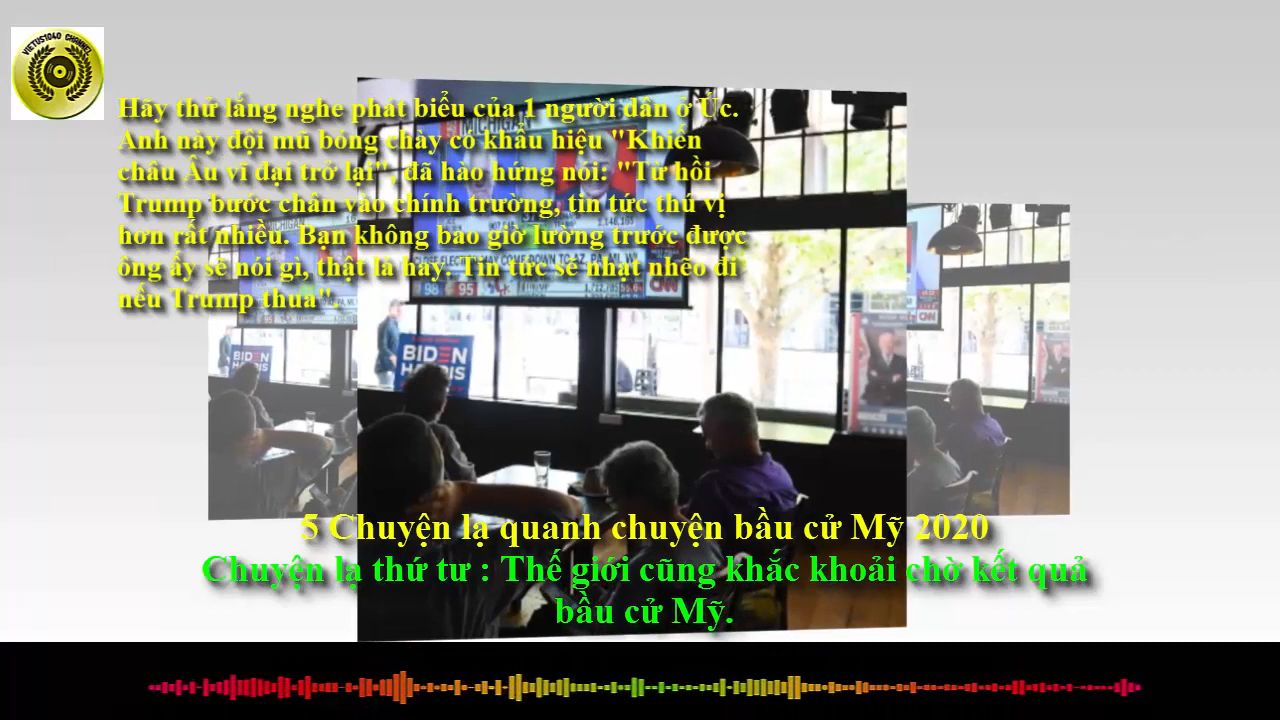 VIETUS1040 CHANNEL
Hãy thử lắng nghe phát biểu của 1 người dân ở Úc.
Anh này đội mũ bóng chày có khẩu hiệu "Khiến
châu Âu vĩ đại trở lại", đã hào hứng nói: "Từ hồi
Trump bước chân vào chính trường, tin tức thú vị
hơn rất nhiều. Bạn không bao giờ lường trước được
ông ấy sẽ nói gì, thật là hay. Tin tức sẽ nhạt nhẽo đi
nếu Trump thua".
MICHIGAN
CNN
BIDEN
HARRIS
5 Chuyện lạ quanh chuyện bầu cử Mỹ 2020
Chuyện lạ thứ tư : Thế giới cũng khắc khoải chờ kết quả
bầu cử Mỹ.